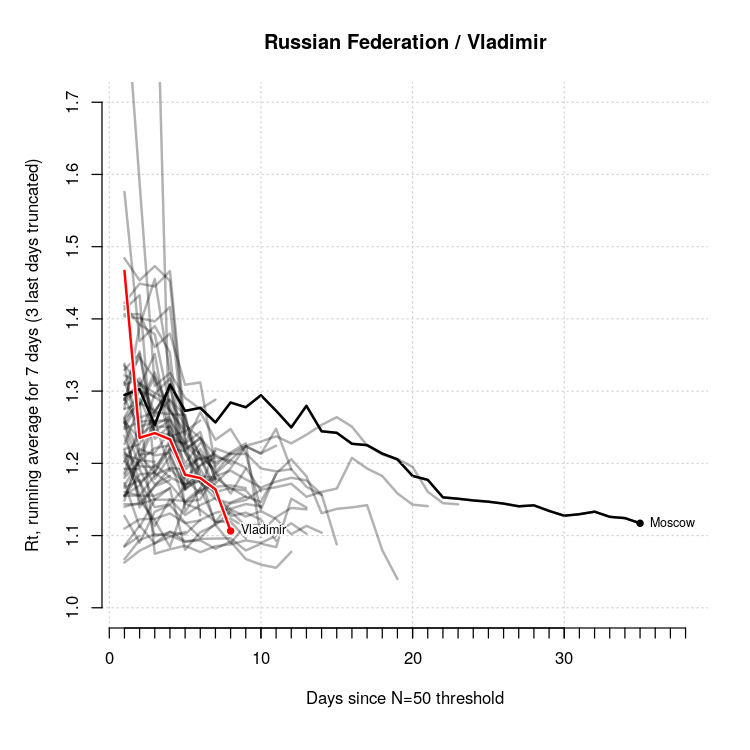 Russian Federation / Vladimir
Rt, running average for 7 days (3 last days truncated)
1.7
1.6
1.5
1.4
1.3
1.2
1.1
1.0
Vladimir
Moscow
0 10 20 30
Days since N=50 threshold